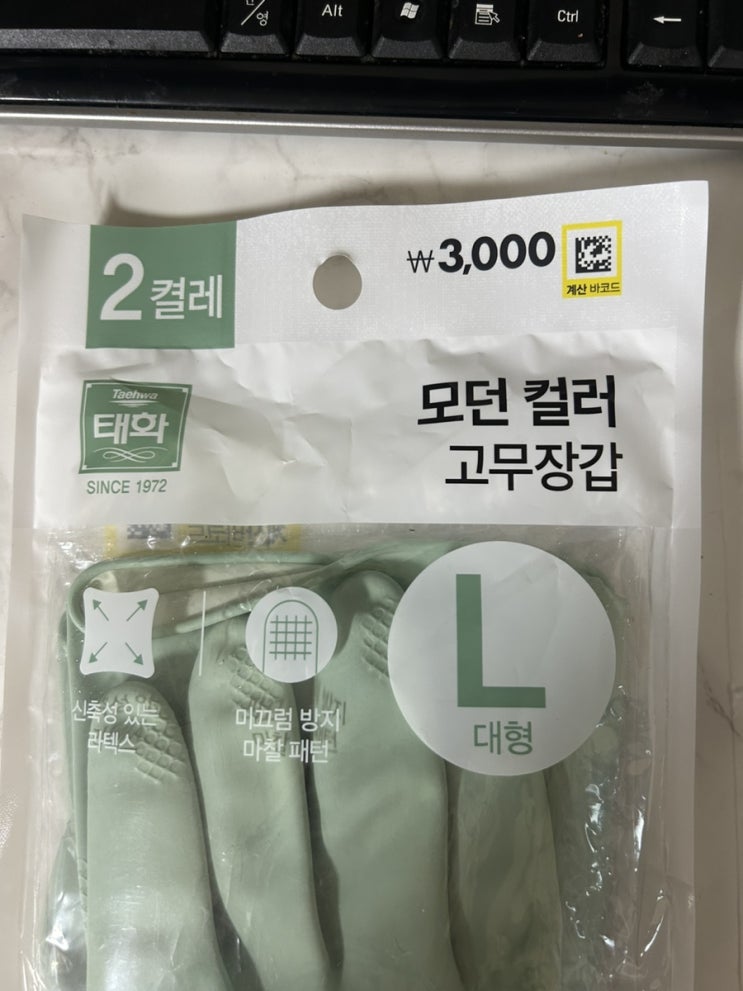 한/영
Alt
Ctrl
2켤레
₩3,000
계산 바코드
Taehwa
태화
SINCE 1972
모던 컬러
고무장갑
L
대형
신축성 있는
라텍스
미끄럼 방지
마찰 패턴